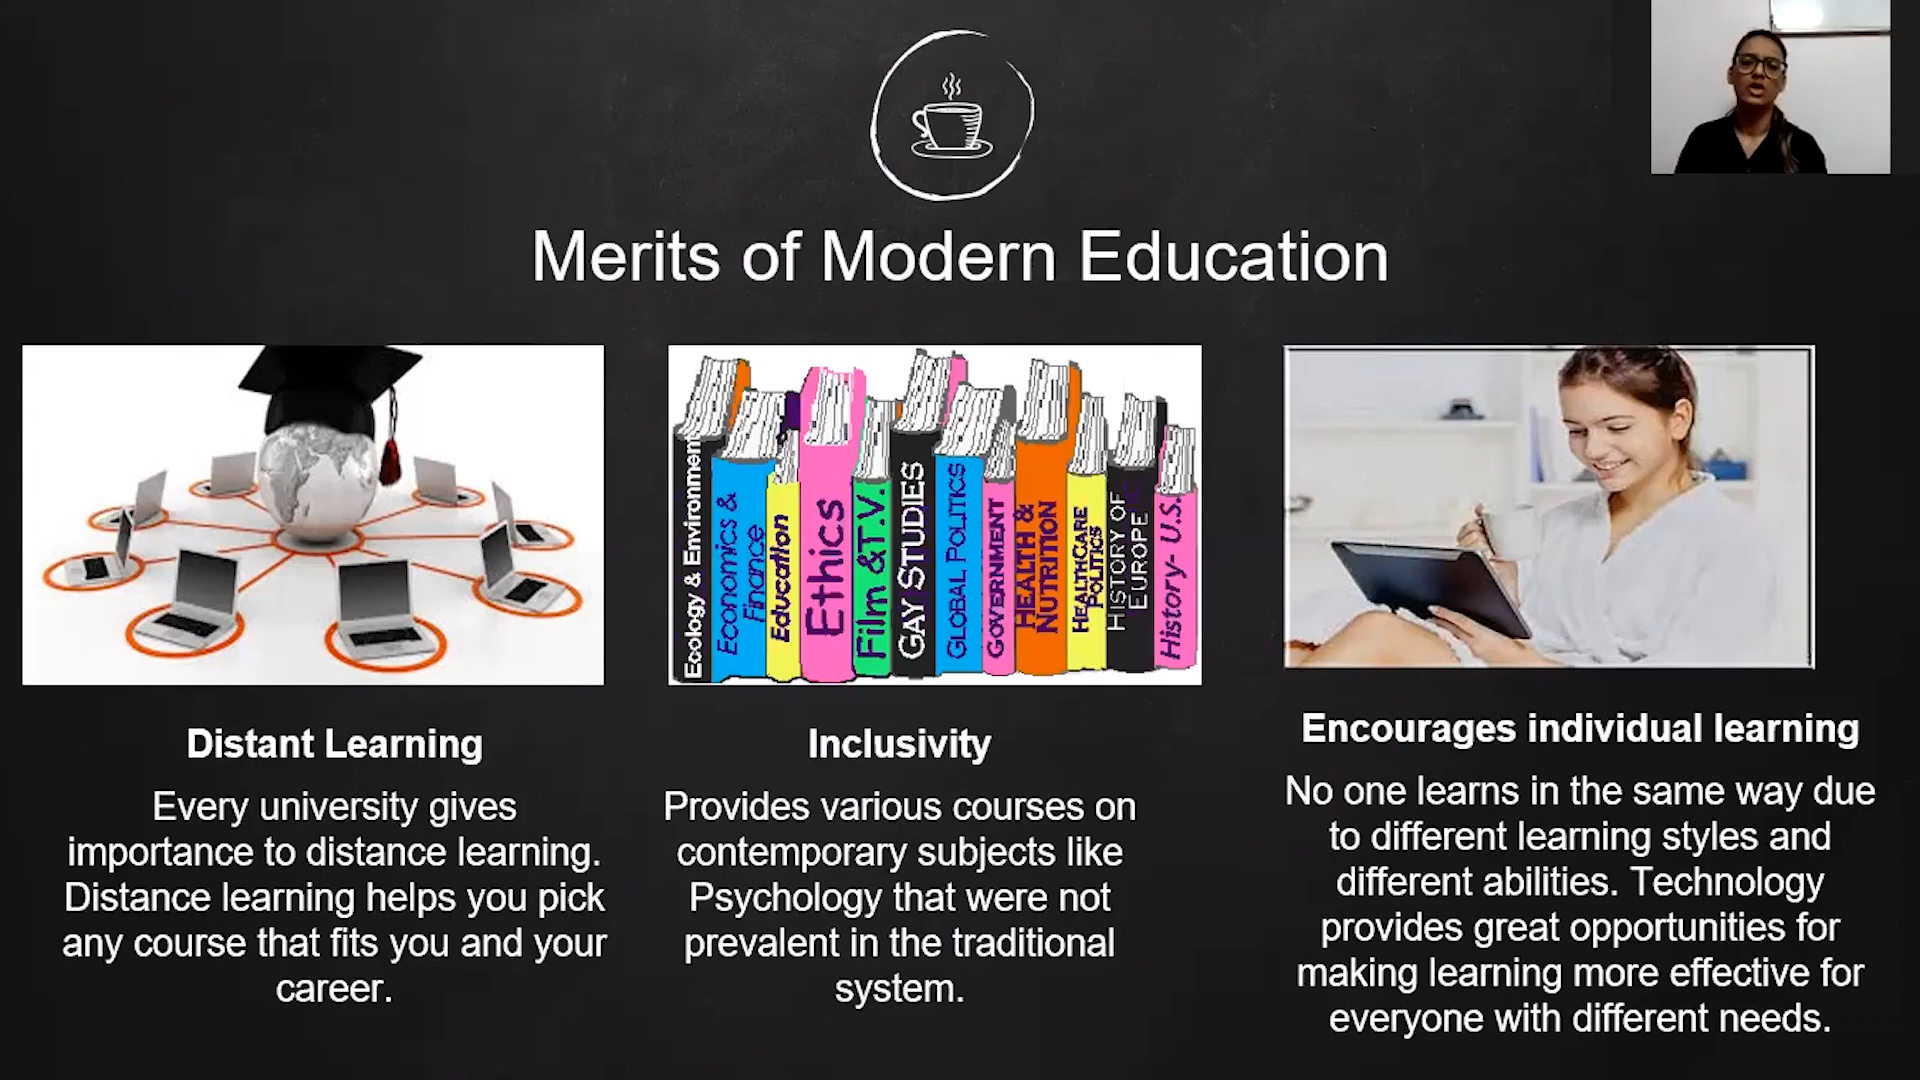 Merits of Modern Education
Ecology & Environment
Economics &
Finance
Education
Ethics
Film & T.V.
GAY STUDIES
GLOBAL POLITICS
GOVERNMENT
HEALTH &
NUTRITION
HEALTHCARE
POLITICS
HISTORY OF
EUROPE
History- U.S.
Distant Learning
Every university gives
importance to distance learning.
Distance learning helps you pick
any course that fits you and your
career.
Inclusivity
Provides various courses on
contemporary subjects like
Psychology that were not
prevalent in the traditional
system.
Encourages individual learning
No one learns in the same way due
to different learning styles and
different abilities. Technology
provides great opportunities for
making learning more effective for
everyone with different needs.